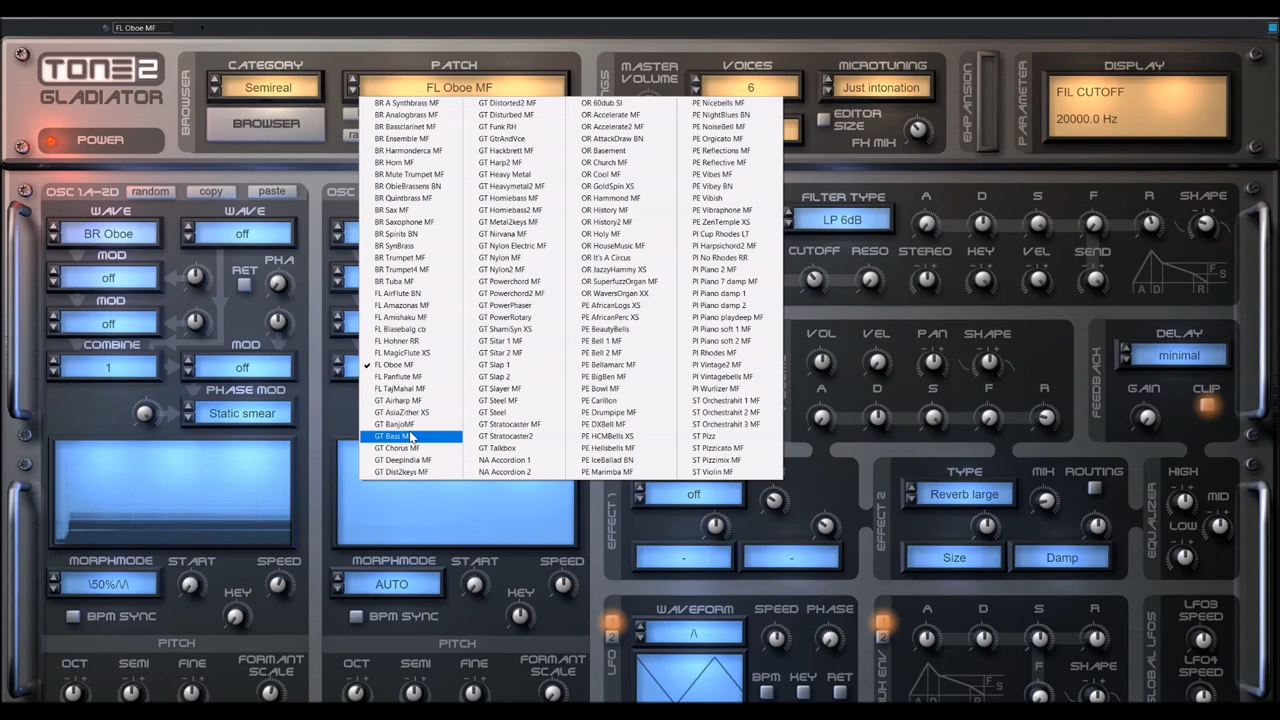 FL Oboe MF
TONE2
GLADIATOR
POWER
BROWSER
CATEGORY
Semireal
BROWSER
PATCH
FL Oboe MF
MASTER
VOLUME
VOICES
6
MICROTUNING
Just intonation
EDITOR
SIZE
FX MIX
EXPANSION
PARAMETER
DISPLAY
FIL CUTOFF
20000.0 Hz
BR A Synthbrass MF
BR Analogbrass MF
BR Bassclarinet MF
BR Ensemble MF
BR Harmonderca MF
BR Horn MF
BR Mute Trumpet MF
BR ObieBrassens BN
BR Quintbrass MF
BR Sax MF
BR Saxophone MF
BR Spirits BN
BR SynBrass
BR Trumpet MF
BR Trumpet4 MF
BR Tuba MF
FL AirFlute BN
FL Amazonas MF
FL Amishaku MF
FL Blasebalg cb
FL Hohner RR
FL MagicFlute XS
FL Oboe MF
FL Panflute MF
FL TajMahal MF
GT Airharp MF
GT AsiaZither XS
GT BanjoMF
GT Bass MF
GT Chorus MF
GT DeepIndia MF
GT Dist2keys MF
GT Distorted2 MF
GT Disturbed MF
GT Funk RH
GT GtrAndVce
GT Hackbrett MF
GT Harp2 MF
GT Heavy Metal
GT Heavymetal2 MF
GT Homiebass MF
GT Homiebass2 MF
GT Metal2keys MF
GT Nirvana MF
GT Nylon Electric MF
GT Nylon MF
GT Nylon2 MF
GT Powerchord MF
GT Powerchord2 MF
GT PowerPhaser
GT PowerRotary
GT ShamiSyn XS
GT Sitar 1 MF
GT Sitar 2 MF
GT Slap 1
GT Slap 2
GT Slayer MF
GT Steel MF
GT Steel
GT Stratocaster MF
GT Stratocaster2
GT Talkbox
NA Accordion 1
NA Accordion 2
OR 60dub SI
OR Accelerate MF
OR Accelerate2 MF
OR AttackDraw BN
OR Basement
OR Church MF
OR Cool MF
OR GoldSpin XS
OR Hammond MF
OR History MF
OR History2 MF
OR Holy MF
OR HouseMusic MF
OR It's A Circus
OR JazzyHammy XS
OR SuperfuzzOrgan MF
OR WaversOrgan XX
PE AfricanLogs XS
PE AfricanPerc XS
PE BeautyBells
PE Bell 1 MF
PE Bell 2 MF
PE Bellamarc MF
PE BigBen MF
PE Bowl MF
PE Carillon
PE Drumpipe MF
PE DXBell MF
PE HCMBells XS
PE Hellsbells MF
PE IceBallad BN
PE Marimba MF
PE Nicebells MF
PE NightBlues BN
PE NoiseBell MF
PE Orgicato MF
PE Reflections MF
PE Reflective MF
PE Vibes MF
PE Vibey BN
PE Vibish
PE Vibraphone MF
PE ZenTemple XS
PI Cup Rhodes LT
PI Harpsichord2 MF
PI No Rhodes RR
PI Piano 2 MF
PI Piano 7 damp MF
PI Piano damp 1
PI Piano damp 2
PI Piano playdeep MF
PI Piano soft 1 MF
PI Piano soft 2 MF
PI Rhodes MF
PI Vintage2 MF
PI Vintagebells MF
PI Wurlizer MF
ST Orchestrahit 1 MF
ST Orchestrahit 2 MF
ST Orchestrahit 3 MF
ST Pizz
ST Pizzicato MF
ST Pizzimix MF
ST Violin MF
OSC 1A-2D random copy paste
WAVE WAVE
BR Oboe off
MOD RET PHA
off
MOD
off
COMBINE MOD
1 off
PHASE MOD
Static smear
MORPHMODE START SPEED
\50%/\/\
BPM SYNC KEY
PITCH
OCT SEMI FINE FORMANT
SCALE
OSC
MORPHMODE START SPEED
AUTO
BPM SYNC KEY
PITCH
OCT SEMI FINE FORMANT
SCALE
FILTER TYPE A D S F R SHAPE
LP 6dB
CUTOFF RESO STEREO KEY VEL SEND
A D F S R
VOL VEL PAN SHAPE
A D S F R
FEEDBACK
DELAY
minimal
GAIN CLIP
EFFECT 1
off
- -
EFFECT 2
TYPE MIX ROUTING
Reverb large
Size Damp
EQUALIZER
HIGH
MID
LOW
LFO
1
2
WAVEFORM SPEED PHASE
/\
BPM KEY RET
AUX ENV
1
2
A D S R
F SHAPE
A D F S R
GLOBAL LFOS
LFO3
SPEED
LFO4
SPEED